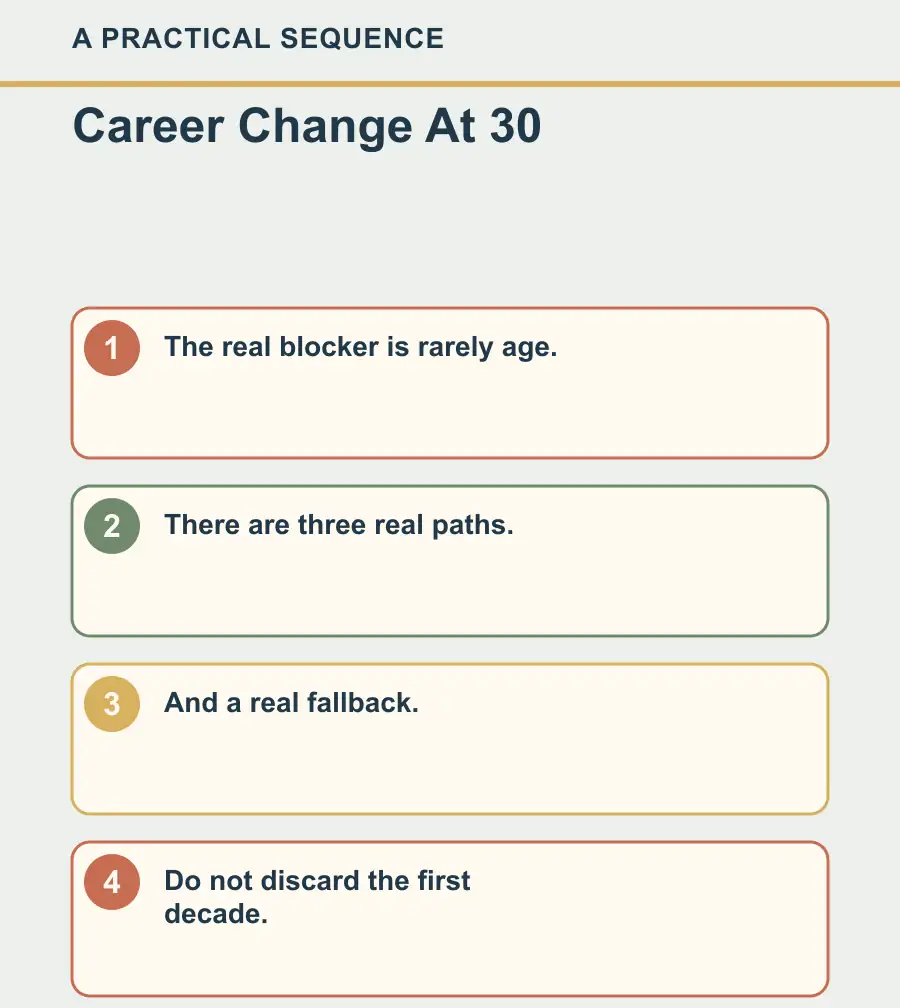 A PRACTICAL SEQUENCE
Career Change At 30
1 The real blocker is rarely age.
2 There are three real paths.
3 And a real fallback.
4 Do not discard the first
decade.